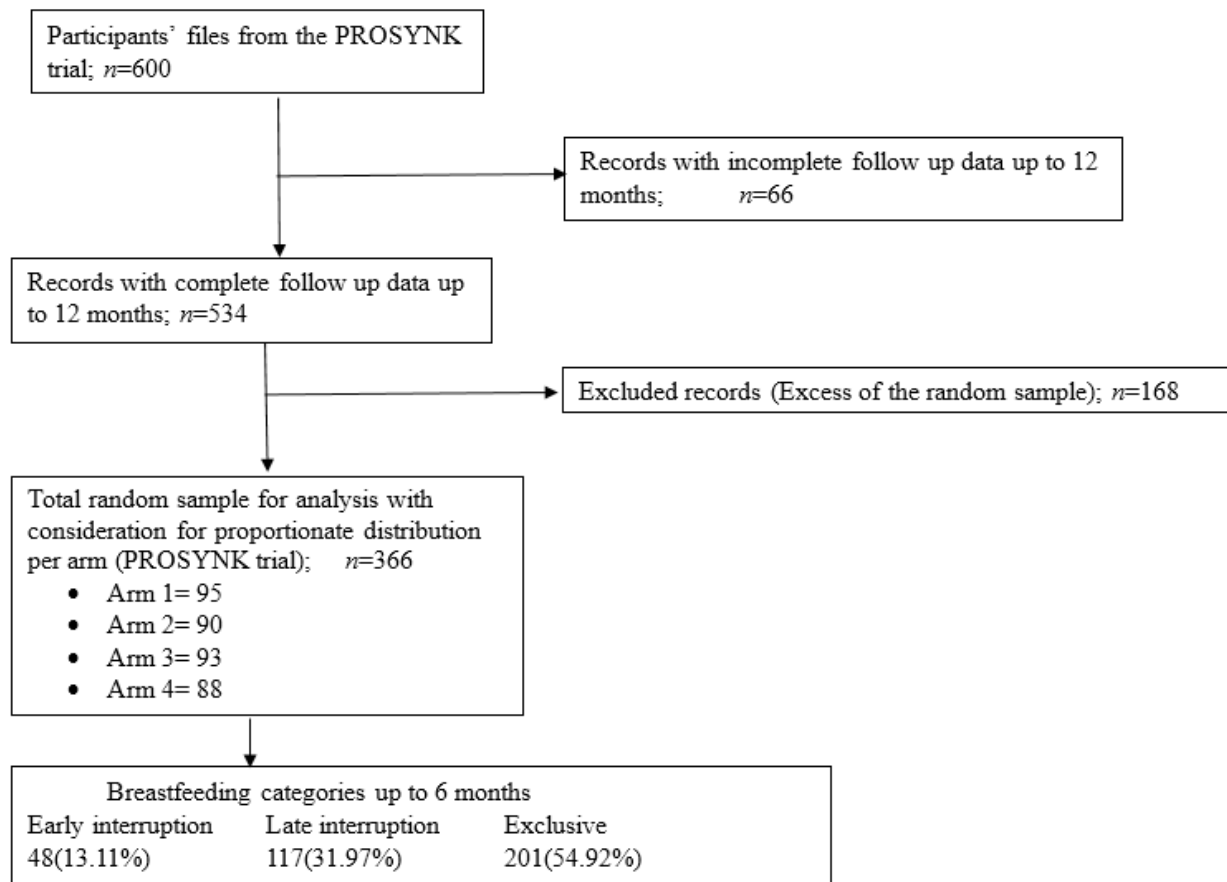 Participants’ files from the PROSYNK
trial; n=600
Records with incomplete follow up data up to 12
months; n=66
Records with complete follow up data up
to 12 months; n=534
Excluded records (Excess of the random sample); n=168
Total random sample for analysis with
consideration for proportionate distribution
per arm (PROSYNK trial); n=366
• Arm 1= 95
• Arm 2= 90
• Arm 3= 93
• Arm 4= 88
Breastfeeding categories up to 6 months
Early interruption Late interruption Exclusive
48(13.11%) 117(31.97%) 201(54.92%)